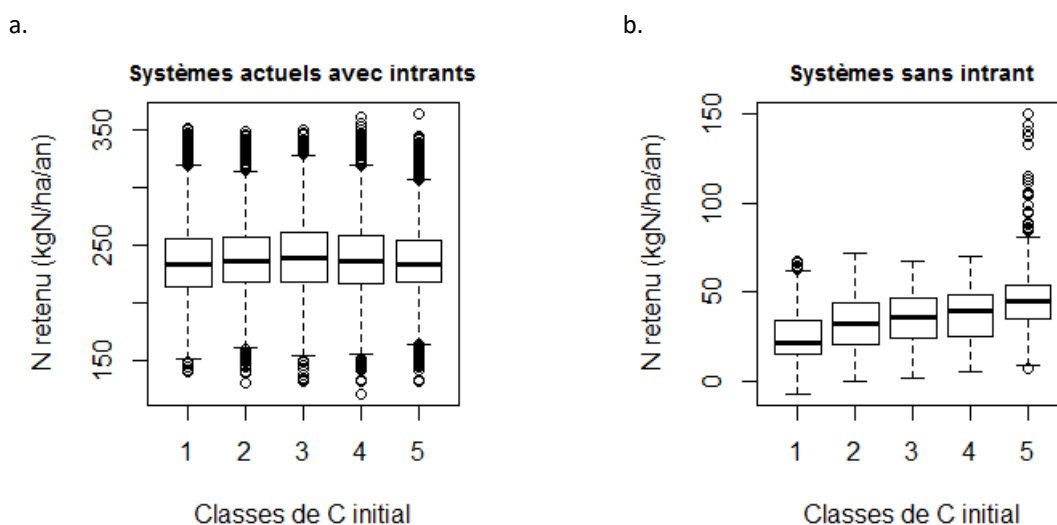 a.
Systèmes actuels avec intrants
N retenu (kgN/ha/an)
350
250
150
1 2 3 4 5
Classes de C initial
b.
Systèmes sans intrant
N retenu (kgN/ha/an)
150
100
50
0
1 2 3 4 5
Classes de C initial